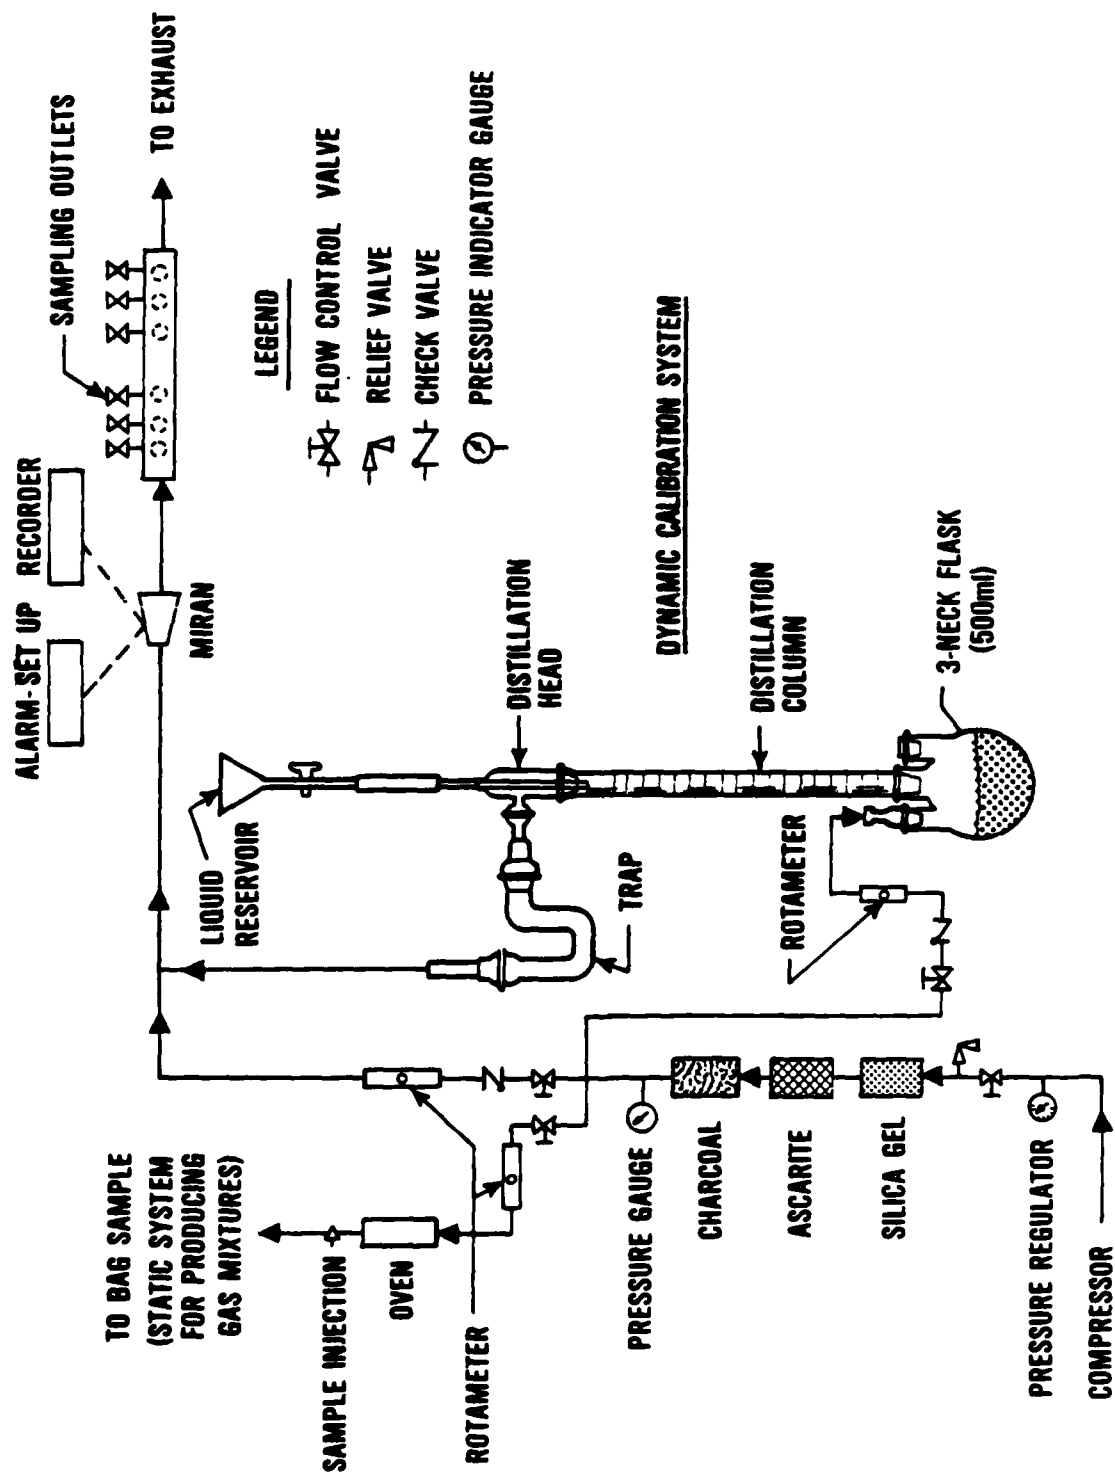 TO BAG SAMPLE
(STATIC SYSTEM
FOR PRODUCING
GAS MIXTURES)
SAMPLE INJECTION
OVEN
ROTAMETER
PRESSURE GAUGE
CHARCOAL
ASCARITE
SILICA GEL
PRESSURE REGULATOR
COMPRESSOR
LIQUID
RESERVOIR
TRAP
ROTAMETER
ALARM-SET UP
RECORDER
MIRAN
DISTILLATION
HEAD
DISTILLATION
COLUMN
3-NECK FLASK
(500ml)
SAMPLING OUTLETS
TO EXHAUST
LEGEND
FLOW CONTROL VALVE
RELIEF VALVE
CHECK VALVE
PRESSURE INDICATOR GAUGE
DYNAMIC CALIBRATION SYSTEM